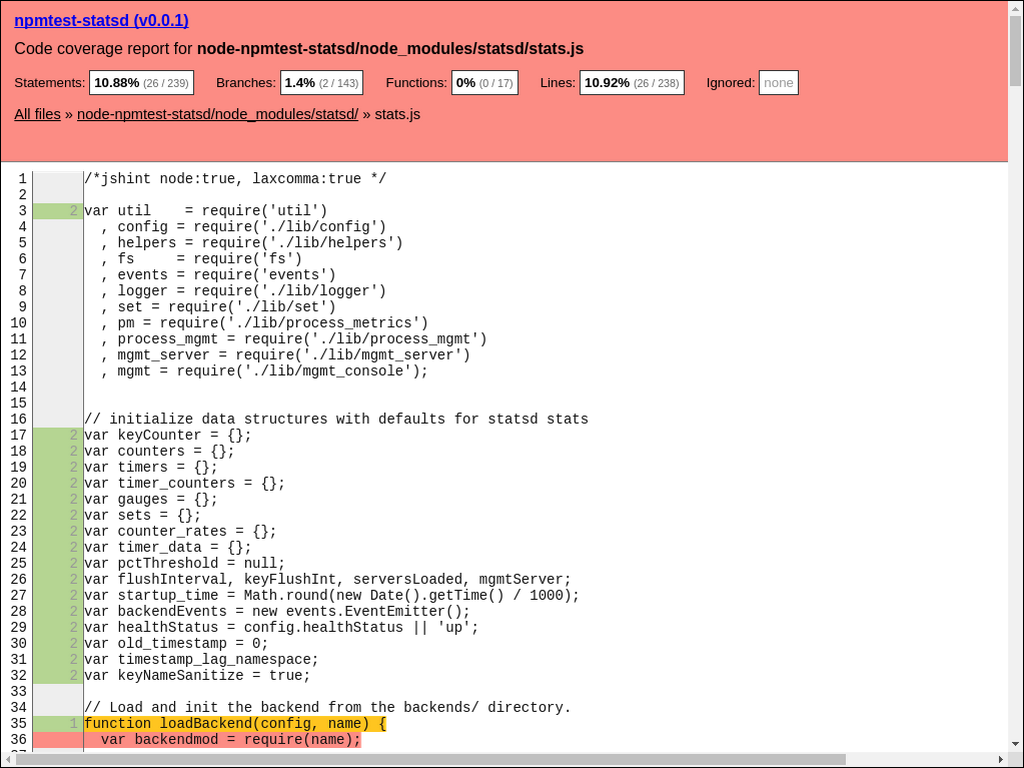 npmtest-statsd (v0.0.1)
Code coverage report for node-npmtest-statsd/node_modules/statsd/stats.js
Statements: 10.88% (26 / 239) Branches: 1.4% (2 / 143) Functions: 0% (0 / 17) Lines: 10.92% (26 / 238) Ignored: none
All files » node-npmtest-statsd/node_modules/statsd/ » stats.js
1 /*jshint node:true, laxcomma:true */
2
3 2 var util    = require('util')
4   , config = require('./lib/config')
5   , helpers = require('./lib/helpers')
6   , fs     = require('fs')
7   , events = require('events')
8   , logger = require('./lib/logger')
9   , set = require('./lib/set')
10   , pm = require('./lib/process_metrics')
11   , process_mgmt = require('./lib/process_mgmt')
12   , mgmt_server = require('./lib/mgmt_server')
13   , mgmt = require('./lib/mgmt_console');
14
15
16 // initialize data structures with defaults for statsd stats
17 2 var keyCounter = {};
18 2 var counters = {};
19 2 var timers = {};
20 2 var timer_counters = {};
21 2 var gauges = {};
22 2 var sets = {};
23 2 var counter_rates = {};
24 2 var timer_data = {};
25 2 var pctThreshold = null;
26 2 var flushInterval, keyFlushInt, serversLoaded, mgmtServer;
27 2 var startup_time = Math.round(new Date().getTime() / 1000);
28 2 var backendEvents = new events.EventEmitter();
29 2 var healthStatus = config.healthStatus || 'up';
30 2 var old_timestamp = 0;
31 2 var timestamp_lag_namespace;
32 2 var keyNameSanitize = true;
33
34 // Load and init the backend from the backends/ directory.
35 1 function loadBackend(config, name) {
36   var backendmod = require(name);